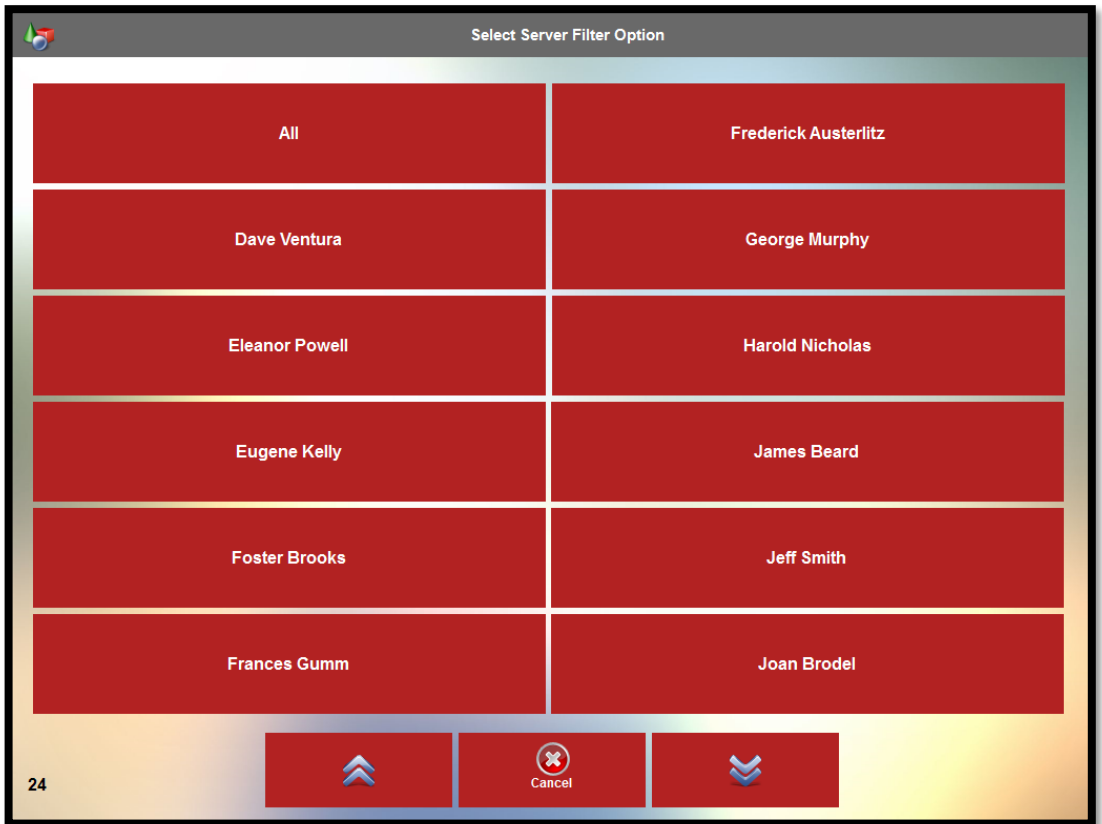 Select Server Filter Option
All
Frederick Austerlitz
Dave Ventura
George Murphy
Eleanor Powell
Harold Nicholas
Eugene Kelly
James Beard
Foster Brooks
Jeff Smith
Frances Gumm
Joan Brodel
Cancel
24